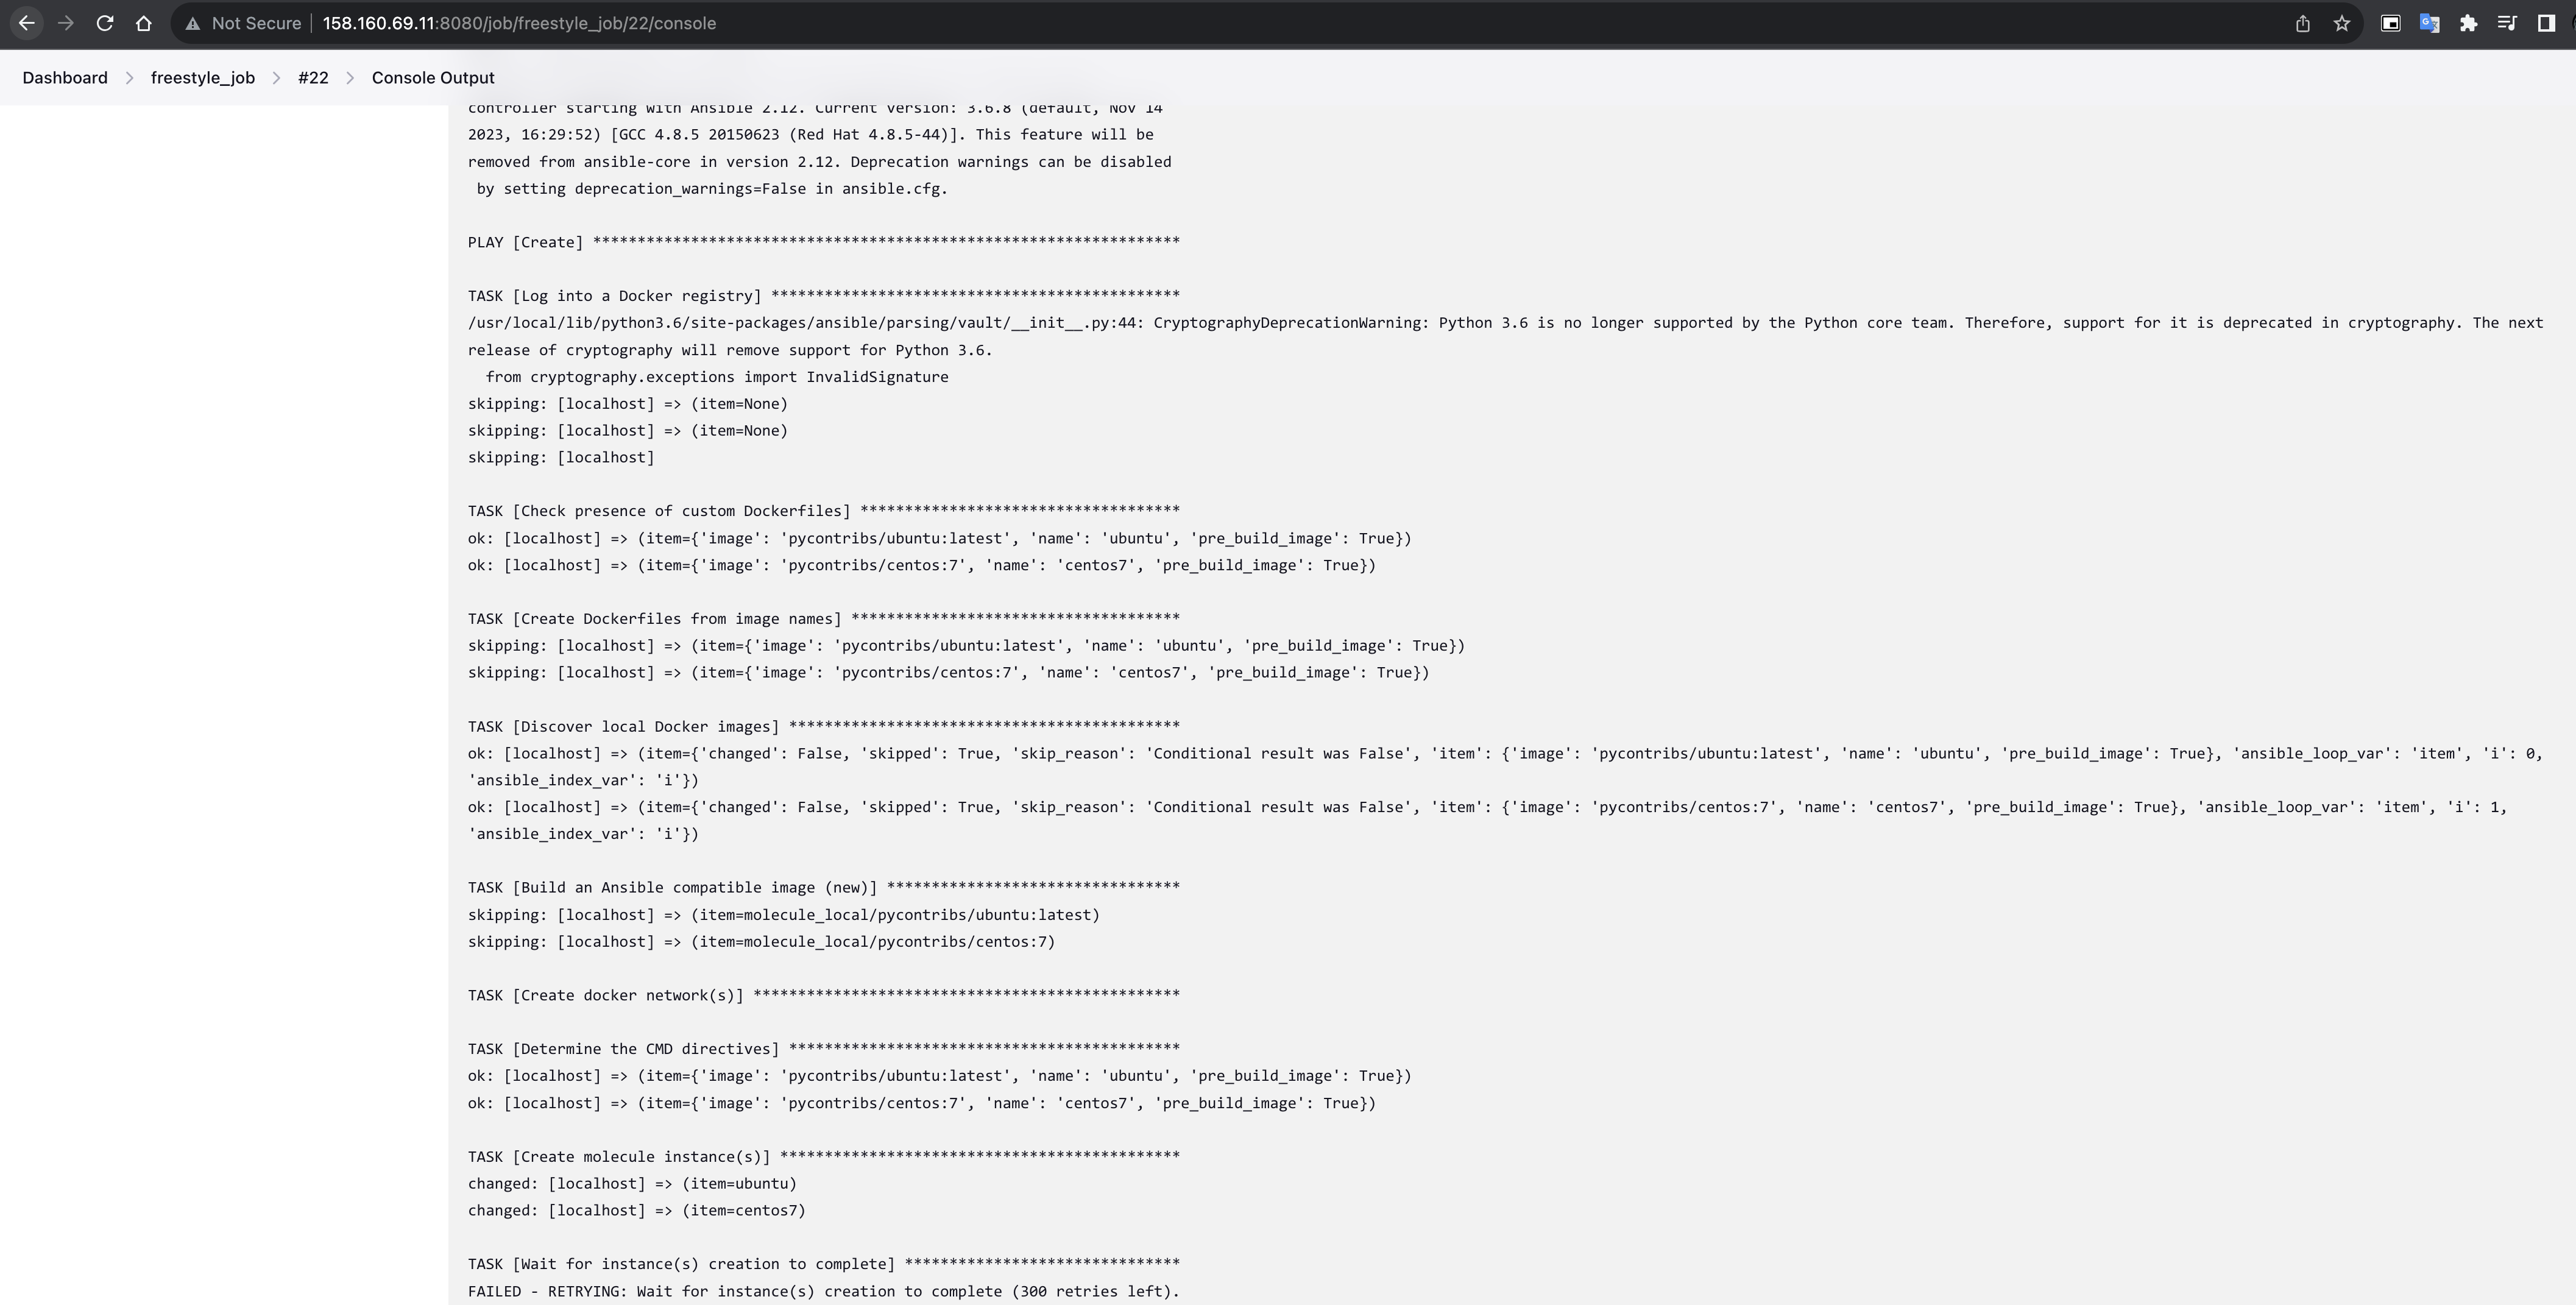 Not Secure | 158.160.69.11:8080/job/freestyle_job/22/console
Dashboard > freestyle_job > #22 > Console Output
controller starting with Ansible 2.12. Current version: 3.6.8 (default, Nov 14
2023, 16:29:52) [GCC 4.8.5 20150623 (Red Hat 4.8.5-44)]. This feature will be
removed from ansible-core in version 2.12. Deprecation warnings can be disabled
 by setting deprecation_warnings=False in ansible.cfg.
PLAY [Create] ******************************************************************
TASK [Log into a Docker registry] **********************************************
/usr/local/lib/python3.6/site-packages/ansible/parsing/vault/__init__.py:44: CryptographyDeprecationWarning: Python 3.6 is no longer supported by the Python core team. Therefore, support for it is deprecated in cryptography. The next
release of cryptography will remove support for Python 3.6.
  from cryptography.exceptions import InvalidSignature
skipping: [localhost] => (item=None)
skipping: [localhost] => (item=None)
skipping: [localhost]
TASK [Check presence of custom Dockerfiles] ************************************
ok: [localhost] => (item={'image': 'pycontribs/ubuntu:latest', 'name': 'ubuntu', 'pre_build_image': True})
ok: [localhost] => (item={'image': 'pycontribs/centos:7', 'name': 'centos7', 'pre_build_image': True})
TASK [Create Dockerfiles from image names] *************************************
skipping: [localhost] => (item={'image': 'pycontribs/ubuntu:latest', 'name': 'ubuntu', 'pre_build_image': True})
skipping: [localhost] => (item={'image': 'pycontribs/centos:7', 'name': 'centos7', 'pre_build_image': True})
TASK [Discover local Docker images] ********************************************
ok: [localhost] => (item={'changed': False, 'skipped': True, 'skip_reason': 'Conditional result was False', 'item': {'image': 'pycontribs/ubuntu:latest', 'name': 'ubuntu', 'pre_build_image': True}, 'ansible_loop_var': 'item', 'i': 0,
'ansible_index_var': 'i'})
ok: [localhost] => (item={'changed': False, 'skipped': True, 'skip_reason': 'Conditional result was False', 'item': {'image': 'pycontribs/centos:7', 'name': 'centos7', 'pre_build_image': True}, 'ansible_loop_var': 'item', 'i': 1,
'ansible_index_var': 'i'})
TASK [Build an Ansible compatible image (new)] *********************************
skipping: [localhost] => (item=molecule_local/pycontribs/ubuntu:latest)
skipping: [localhost] => (item=molecule_local/pycontribs/centos:7)
TASK [Create docker network(s)] ************************************************
TASK [Determine the CMD directives] ********************************************
ok: [localhost] => (item={'image': 'pycontribs/ubuntu:latest', 'name': 'ubuntu', 'pre_build_image': True})
ok: [localhost] => (item={'image': 'pycontribs/centos:7', 'name': 'centos7', 'pre_build_image': True})
TASK [Create molecule instance(s)] *********************************************
changed: [localhost] => (item=ubuntu)
changed: [localhost] => (item=centos7)
TASK [Wait for instance(s) creation to complete] *******************************
FAILED - RETRYING: Wait for instance(s) creation to complete (300 retries left).